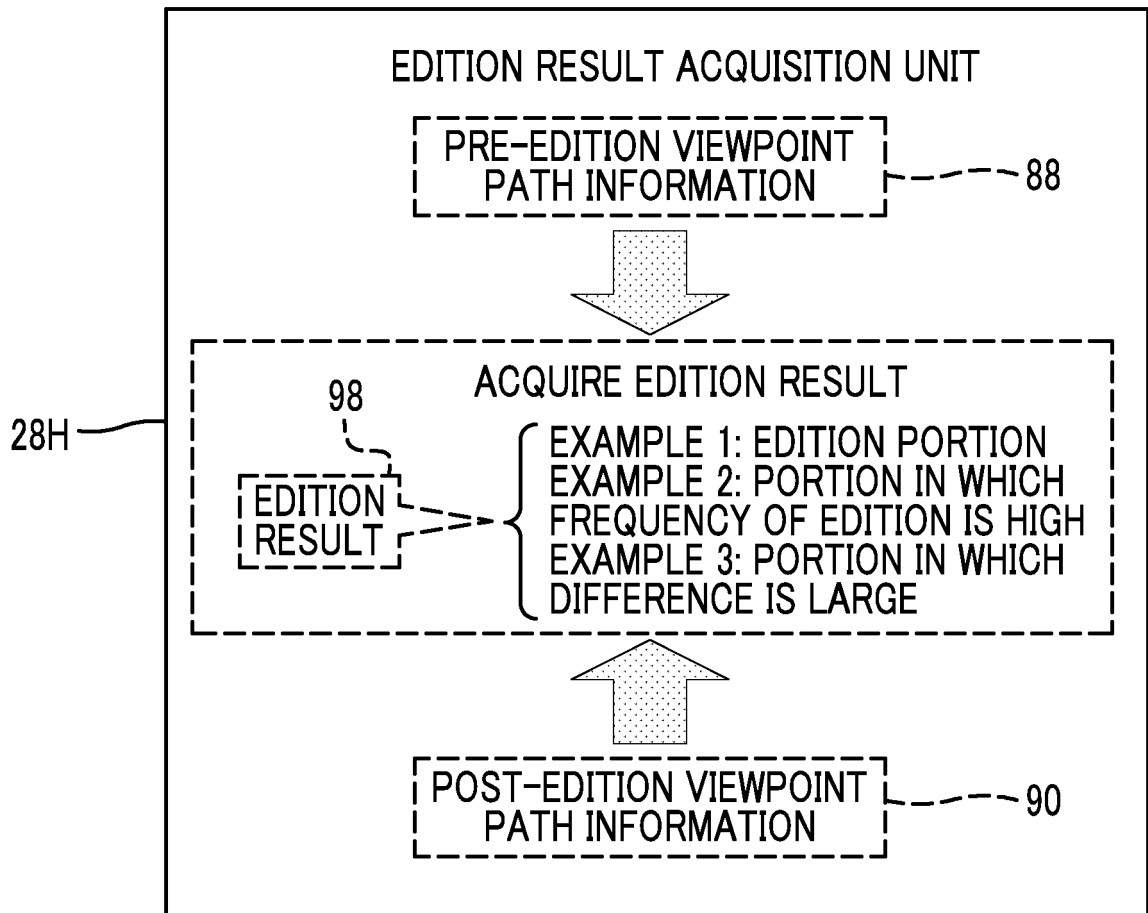 EDITION RESULT ACQUISITION UNIT
PRE-EDITION VIEWPOINT
PATH INFORMATION
88
ACQUIRE EDITION RESULT
98
28H
EDITION
RESULT
EXAMPLE 1: EDITION PORTION
EXAMPLE 2: PORTION IN WHICH
FREQUENCY OF EDITION IS HIGH
EXAMPLE 3: PORTION IN WHICH
DIFFERENCE IS LARGE
POST-EDITION VIEWPOINT
PATH INFORMATION
90